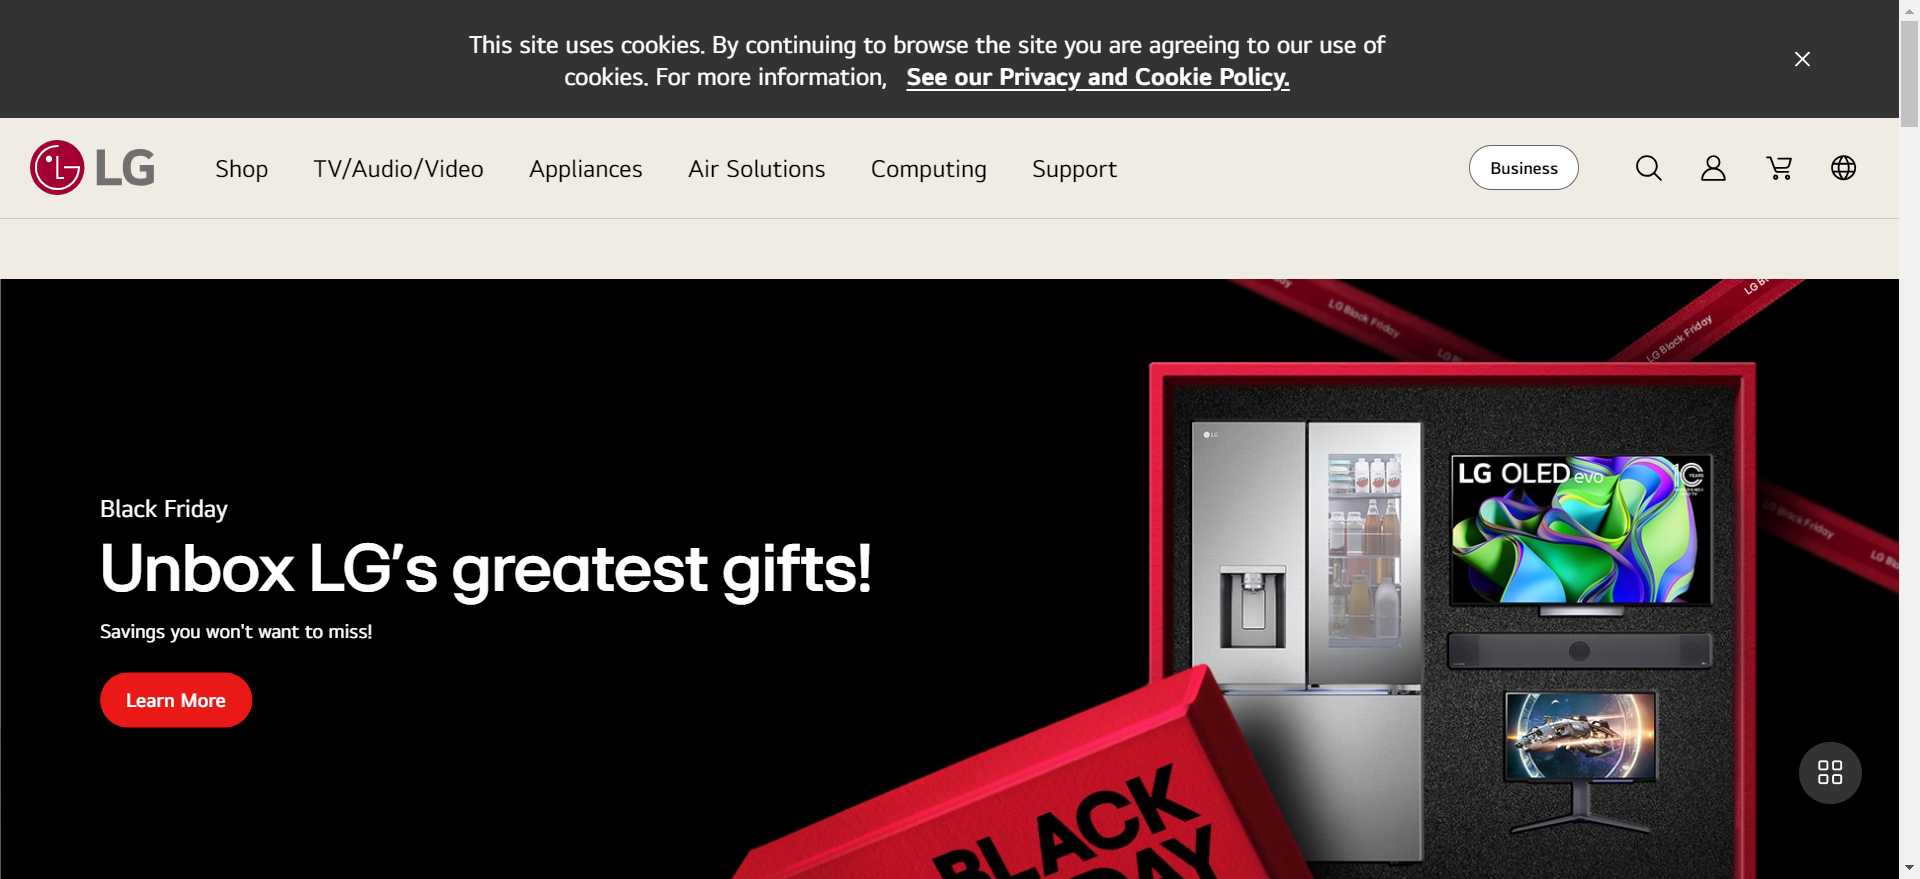 This site uses cookies. By continuing to browse the site you are agreeing to our use of
cookies. For more information, See our Privacy and Cookie Policy.
LG
Shop
TV/Audio/Video
Appliances
Air Solutions
Computing
Support
Business
LG Black Friday
LG Black Friday
LG
LG OLED evo
Black Friday
Unbox LG’s greatest gifts!
Savings you won't want to miss!
Learn More
LG Black Friday
BLACK